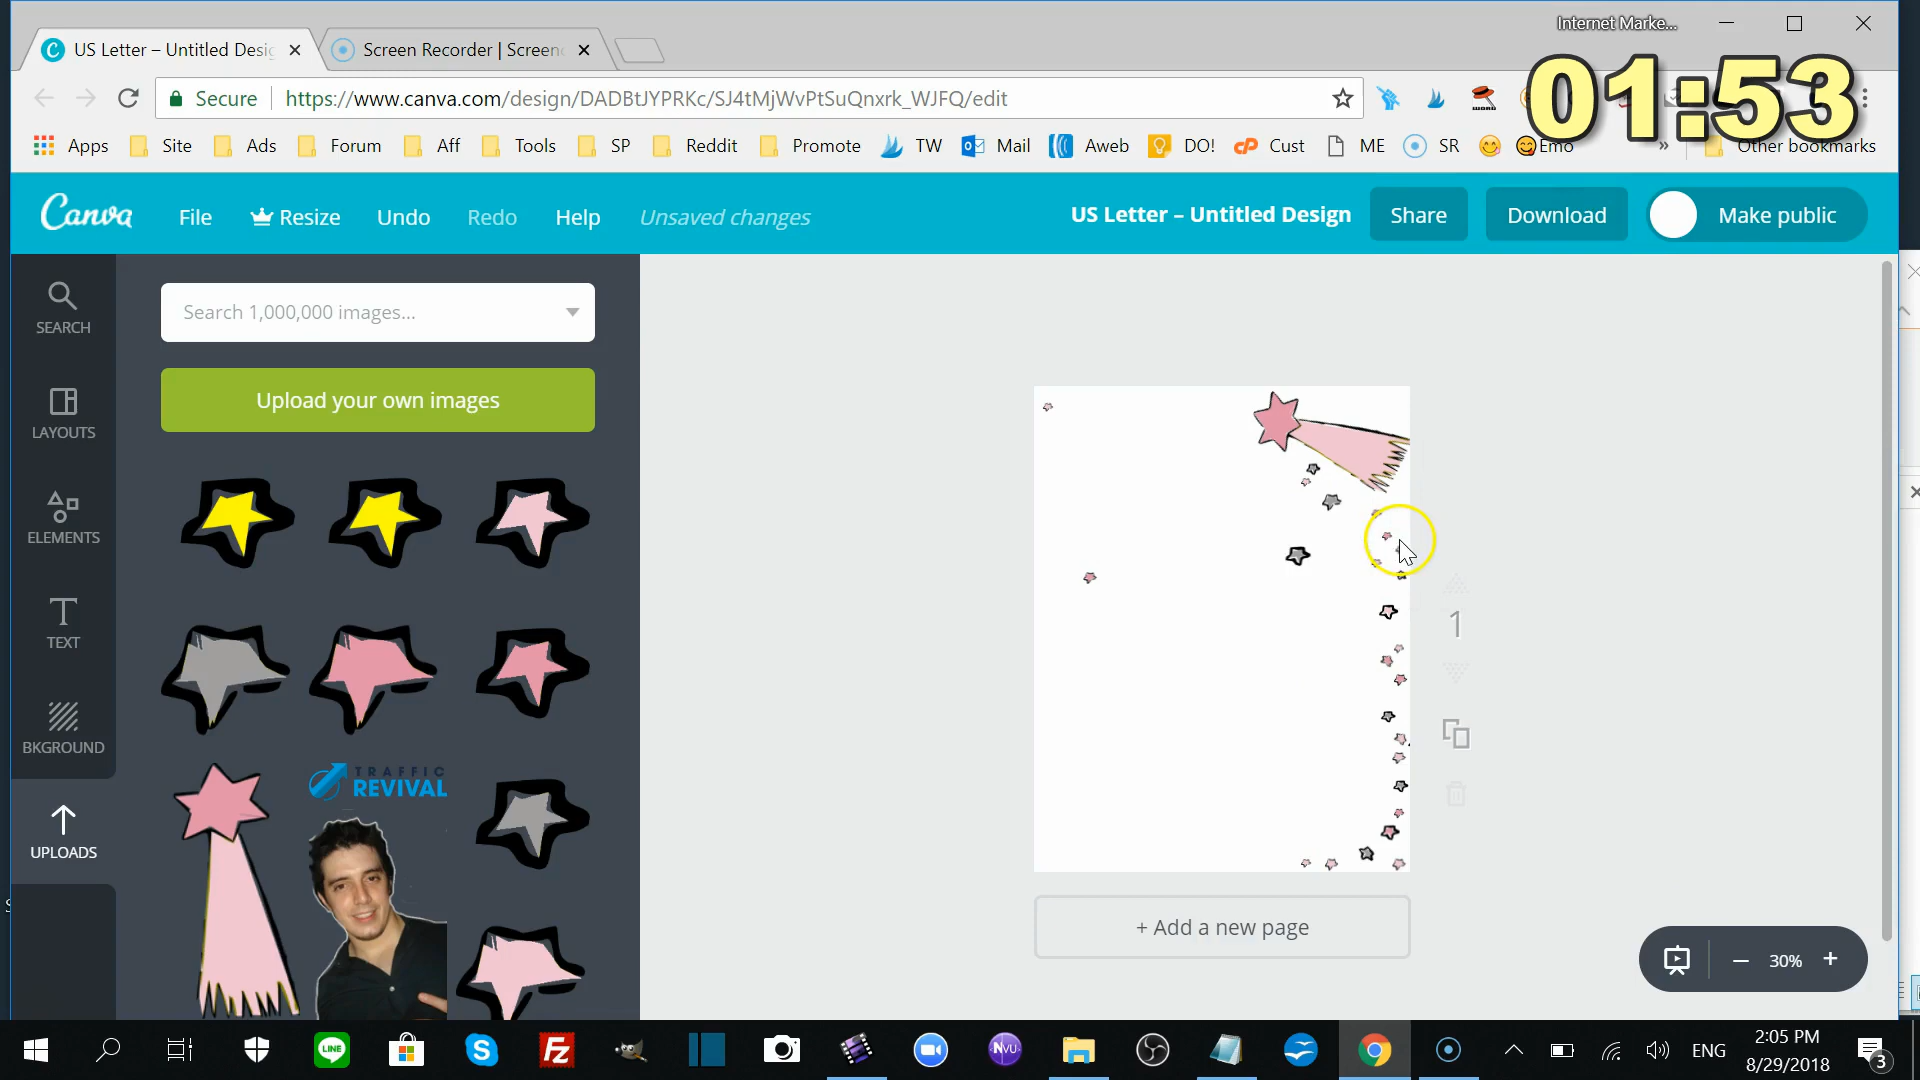 Internet Marke...
US Letter – Untitled Desig
Screen Recorder | Screen
01:53
Secure
https://www.canva.com/design/DADBtJYPRKc/SJ4tMjWvPtSuQnxrk_WJFQ/edit
WORD
Apps
Site
Ads
Forum
Aff
Tools
SP
Reddit
Promote
TW
Mail
Aweb
DO!
Cust
ME
SR
Emo
»
Other bookmarks
Canva
File
Resize
Undo
Redo
Help
Unsaved changes
US Letter – Untitled Design
Share
Download
Make public
SEARCH
LAYOUTS
ELEMENTS
TEXT
BKGROUND
UPLOADS
Search 1,000,000 images...
Upload your own images
TRAFFIC
REVIVAL
1
+ Add a new page
30%
LINE
NVU
ENG
2:05 PM
8/29/2018
3